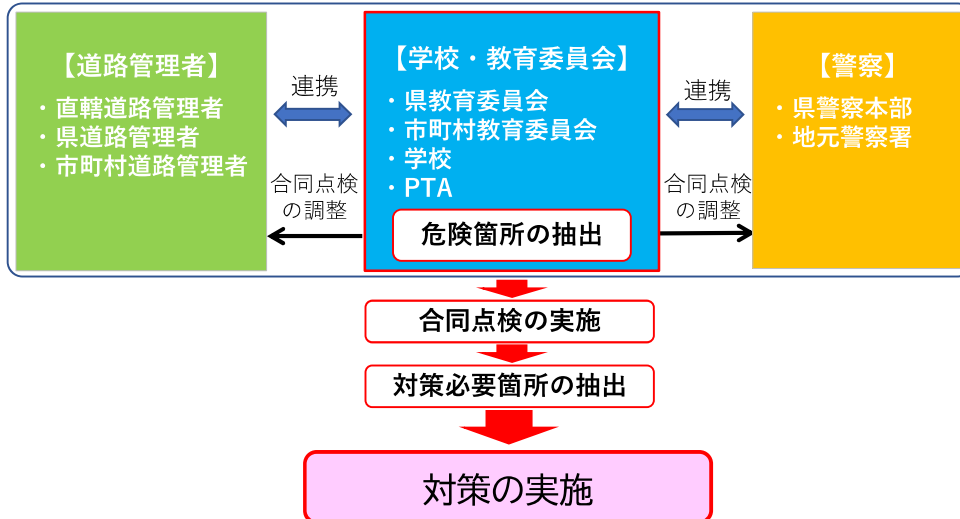 【道路管理者】
・直轄道路管理者
・県道路管理者
・市町村道路管理者
連携
合同点検
の調整
【学校・教育委員会】
・県教育委員会
・市町村教育委員会
・学校
・PTA
危険箇所の抽出
連携
合同点検
の調整
【警察】
・県警察本部
・地元警察署
合同点検の実施
対策必要箇所の抽出
対策の実施